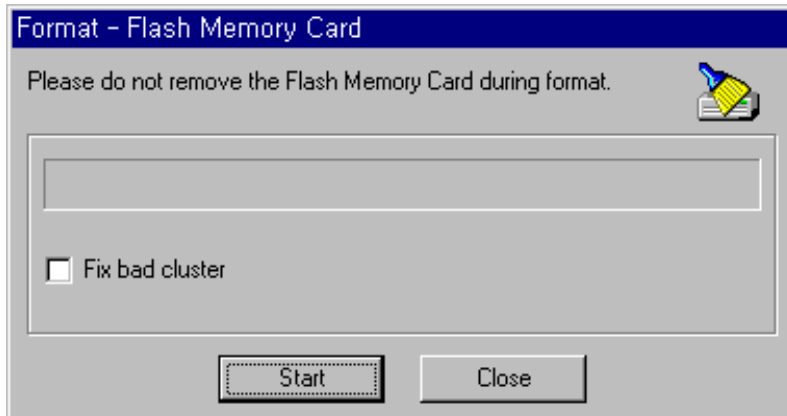 Format - Flash Memory Card
Please do not remove the Flash Memory Card during format.
Fix bad cluster
Start
Close